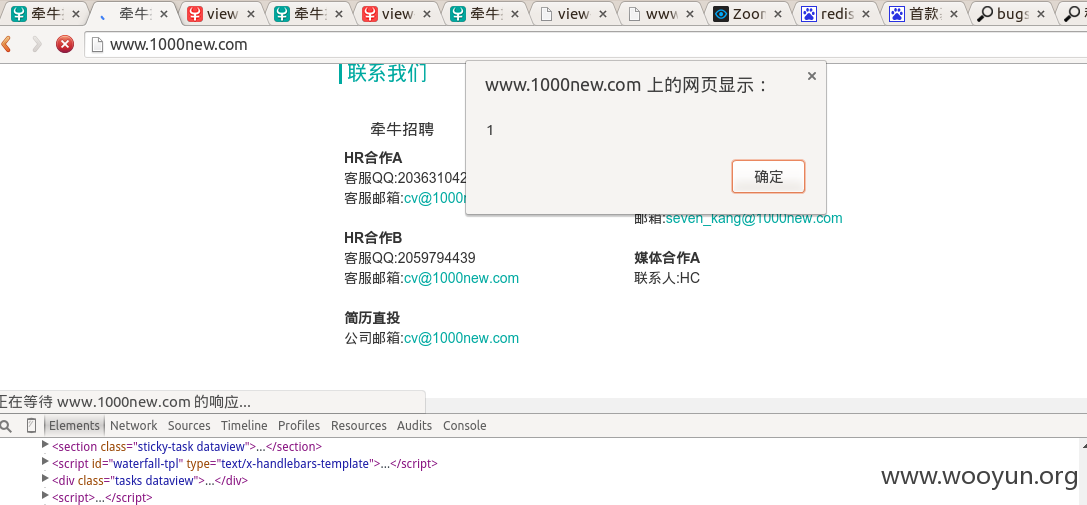 牵牛 牵牛招 view 牵牛 view 牵牛 view www Zoom redis 首款 bugs
www.1000new.com
联系我们
www.1000new.com 上的网页显示：
1
确定
牵牛招聘
HR合作A
客服QQ:203631042
客服邮箱:cv@1000n
邮箱:seven_kang@1000new.com
HR合作B
客服QQ:2059794439
客服邮箱:cv@1000new.com
媒体合作A
联系人:HC
简历直投
公司邮箱:cv@1000new.com
正在等待 www.1000new.com 的响应...
Elements Network Sources Timeline Profiles Resources Audits Console
<section class="sticky-task dataview">...</section>
<script id="waterfall-tpl" type="text/x-handlebars-template">...</script>
<div class="tasks dataview">...</div>
<script>...</script>
www.wooyun.org